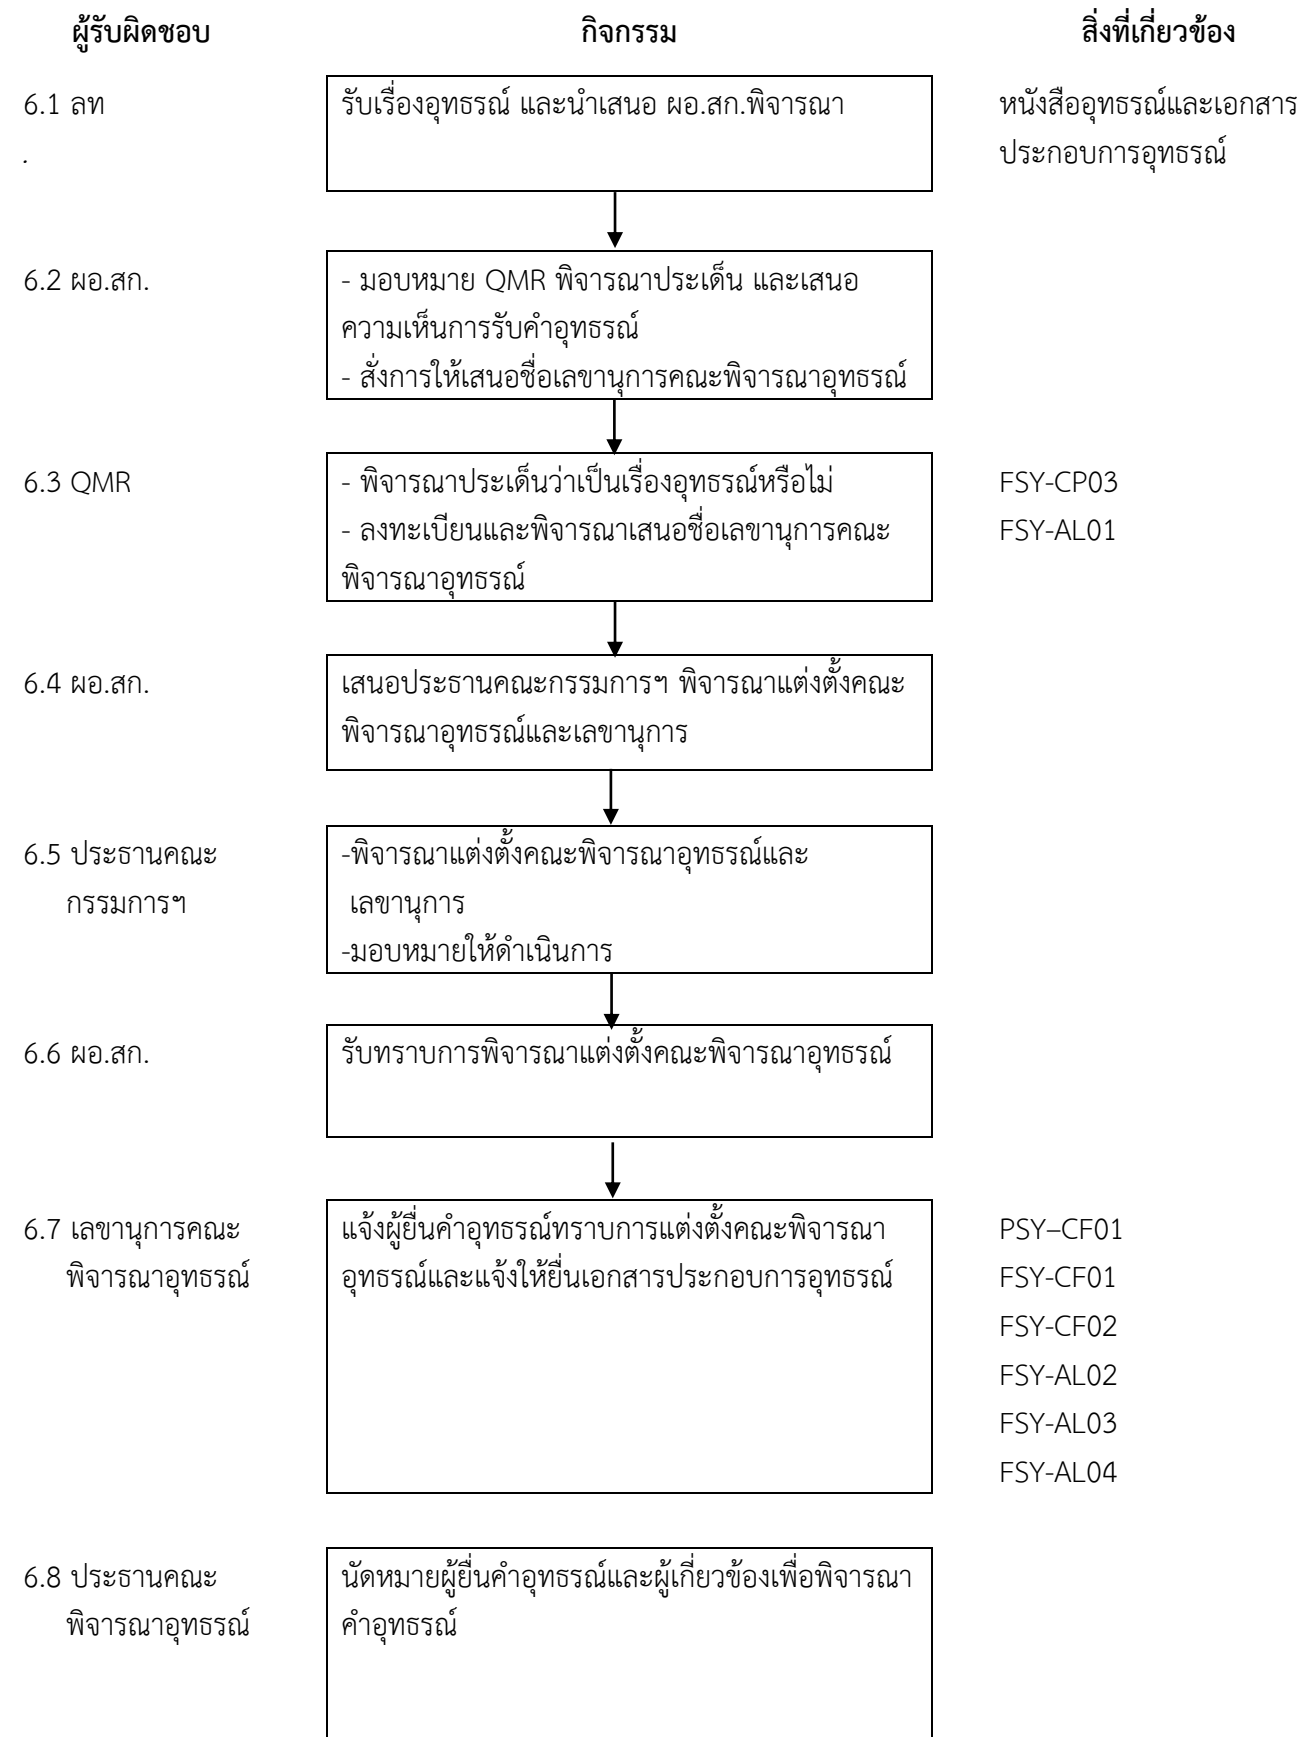 ผู้รับผิดชอบ กิจกรรม สิ่งที่เกี่ยวข้อง
6.1 ลท รับเรื่องอุทธรณ์ และนำเสนอ ผอ.สก.พิจารณา หนังสืออุทธรณ์และเอกสาร
. ประกอบการอุทธรณ์
6.2 ผอ.สก. - มอบหมาย QMR พิจารณาประเด็น และเสนอ
ความเห็นการรับคำอุทธรณ์
- สั่งการให้เสนอชื่อเลขานุการคณะพิจารณาอุทธรณ์
6.3 QMR - พิจารณาประเด็นว่าเป็นเรื่องอุทธรณ์หรือไม่ FSY-CP03
- ลงทะเบียนและพิจารณาเสนอชื่อเลขานุการคณะ FSY-AL01
พิจารณาอุทธรณ์
6.4 ผอ.สก. เสนอประธานคณะกรรมการฯ พิจารณาแต่งตั้งคณะ
พิจารณาอุทธรณ์และเลขานุการ
6.5 ประธานคณะ -พิจารณาแต่งตั้งคณะพิจารณาอุทธรณ์และ
กรรมการฯ เลขานุการ
-มอบหมายให้ดำเนินการ
6.6 ผอ.สก. รับทราบการพิจารณาแต่งตั้งคณะพิจารณาอุทธรณ์
6.7 เลขานุการคณะ แจ้งผู้ยื่นคำอุทธรณ์ทราบการแต่งตั้งคณะพิจารณา PSY–CF01
พิจารณาอุทธรณ์ อุทธรณ์และแจ้งให้ยื่นเอกสารประกอบการอุทธรณ์ FSY-CF01
FSY-CF02
FSY-AL02
FSY-AL03
FSY-AL04
6.8 ประธานคณะ นัดหมายผู้ยื่นคำอุทธรณ์และผู้เกี่ยวข้องเพื่อพิจารณา
พิจารณาอุทธรณ์ คำอุทธรณ์